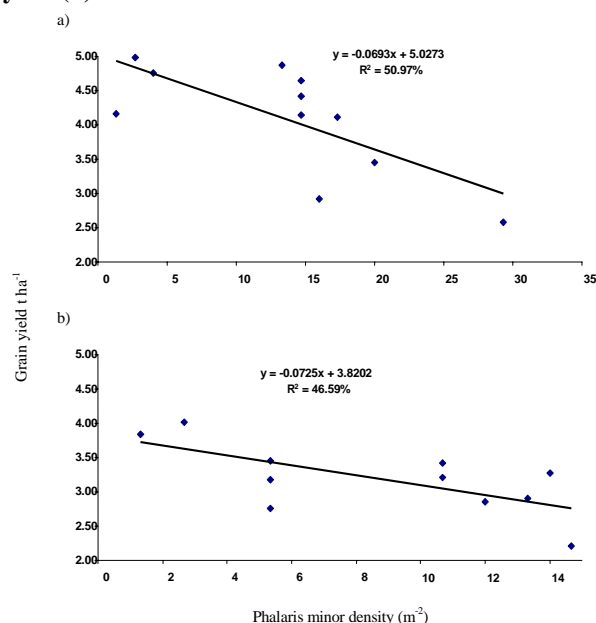 a)
y = -0.0693x + 5.0273
R² = 50.97%
5.00
4.50
4.00
3.50
3.00
2.50
2.00
0 5 10 15 20 25 30 35
Grain yield t ha⁻¹
b)
y = -0.0725x + 3.8202
R² = 46.59%
5.00
4.50
4.00
3.50
3.00
2.50
2.00
0 2 4 6 8 10 12 14
Phalaris minor density (m⁻²)